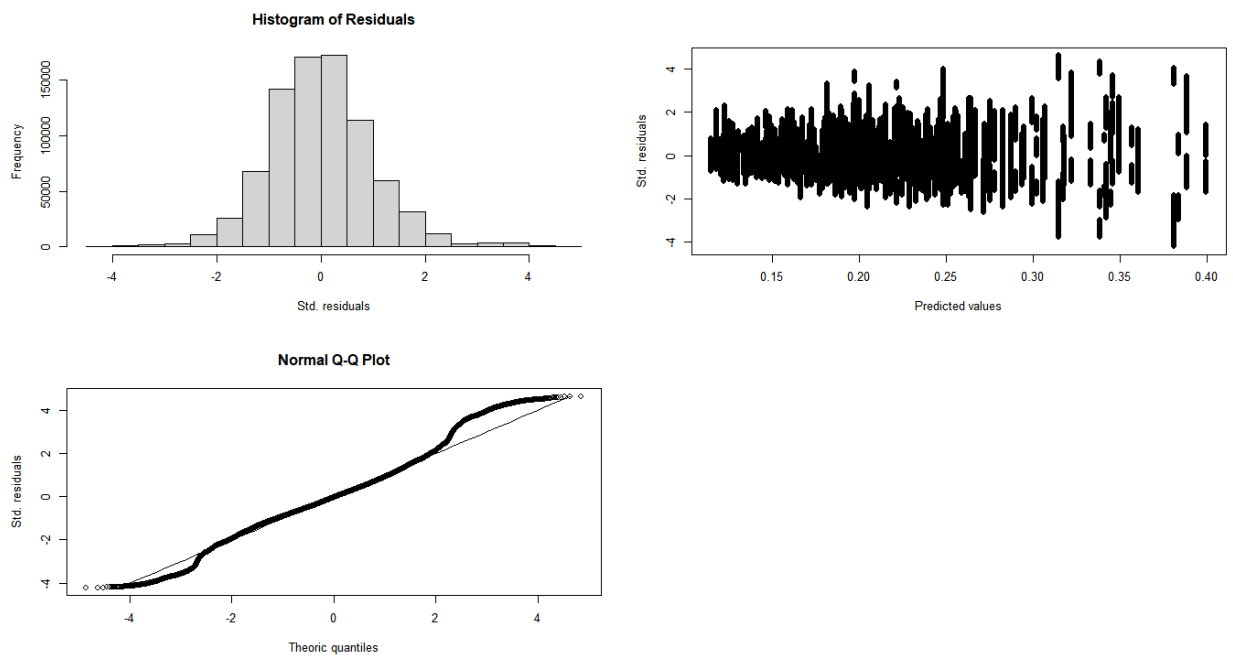 Histogram of Residuals
Frequency
0 50000 100000 150000
-4 -2 0 2 4
Std. residuals
Std. residuals
-4 -2 0 2 4
0.15 0.20 0.25 0.30 0.35 0.40
Predicted values
Normal Q-Q Plot
Std. residuals
-4 -2 0 2 4
-4 -2 0 2 4
Theoric quantiles